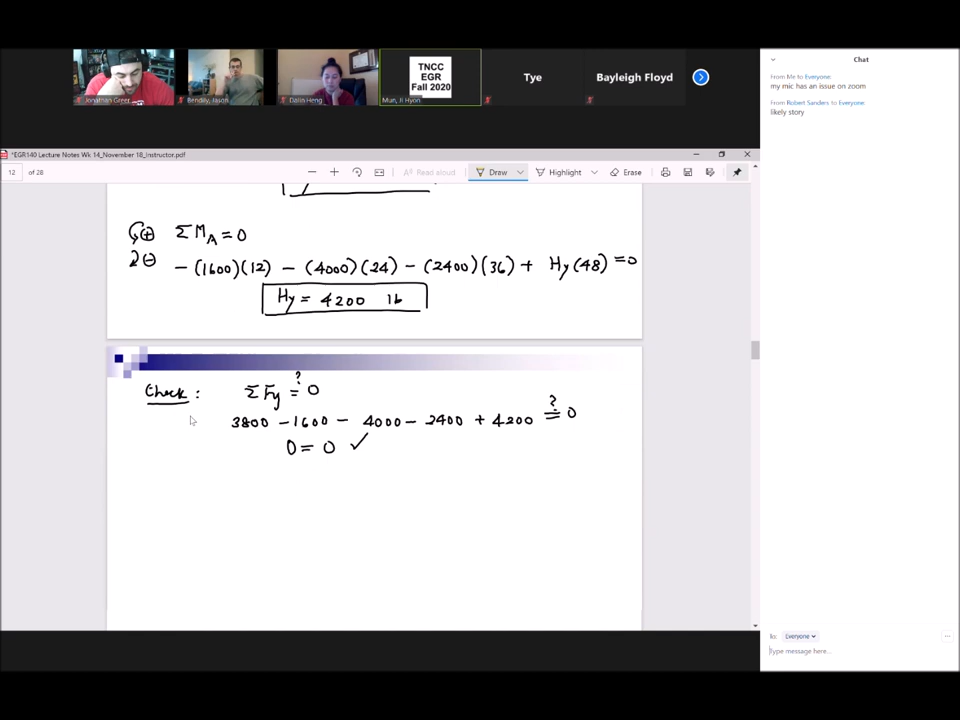 TNCC
EGR
Fall 2020
Tye
Bayleigh Floyd
Jonathan Greer
Bendily, Jason
Dalin Heng
Mun, Ji Hyon
Chat
From Me to Everyone:
my mic has an issue on zoom
From Robert Sanders to Everyone:
likely story
*EGR140 Lecture Notes Wk 14_November 18_Instructor.pdf
12 of 28
Read aloud
Draw
Highlight
Erase
(+) ΣM_A = 0
(-) - (1600)(12) - (4000)(24) - (2400)(36) + Hy(48) = 0
Hy = 4200 lb
Check: ΣFy ?= 0
3800 - 1600 - 4000 - 2400 + 4200 ?= 0
0 = 0 ✓
To: Everyone
Type message here...